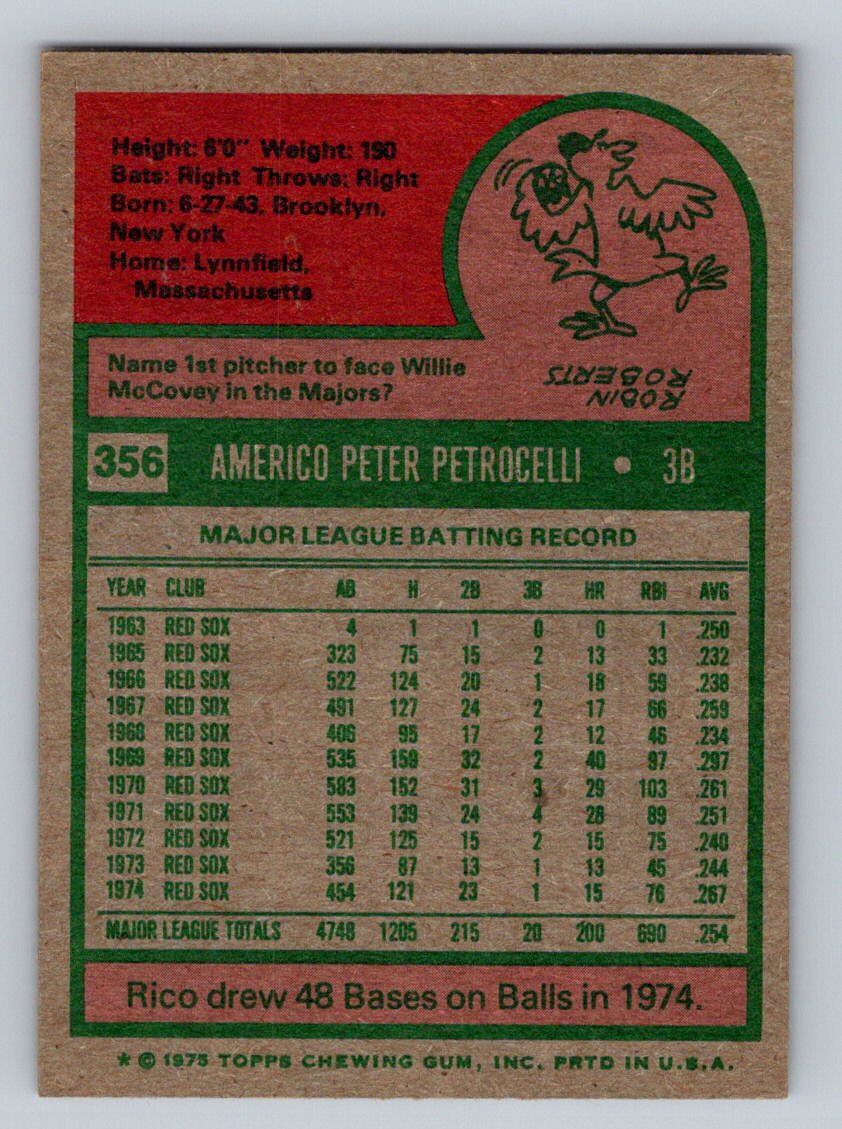 Height: 6'0" Weight: 190
Bats: Right Throws: Right
Born: 6-27-43, Brooklyn,
New York
Home: Lynnfield,
Massachusetts
Name 1st pitcher to face Willie
McCovey in the Majors?
ROBIN
ROBERTS
356 AMERICO PETER PETROCELLI • 3B
MAJOR LEAGUE BATTING RECORD
YEAR CLUB AB H 2B 3B HR RBI AVG
1963 RED SOX 4 1 1 0 0 1 .250
1965 RED SOX 323 75 15 2 13 33 .232
1966 RED SOX 522 124 20 1 18 59 .238
1967 RED SOX 491 127 24 2 17 66 .259
1968 RED SOX 406 95 17 2 12 46 .234
1969 RED SOX 535 159 32 2 40 97 .297
1970 RED SOX 583 152 31 3 29 103 .261
1971 RED SOX 553 139 24 4 28 89 .251
1972 RED SOX 521 125 15 2 15 75 .240
1973 RED SOX 356 87 13 1 13 45 .244
1974 RED SOX 454 121 23 1 15 76 .267
MAJOR LEAGUE TOTALS 4748 1205 215 20 200 690 .254
Rico drew 48 Bases on Balls in 1974.
* © 1975 TOPPS CHEWING GUM, INC. PRTD IN U.S.A.